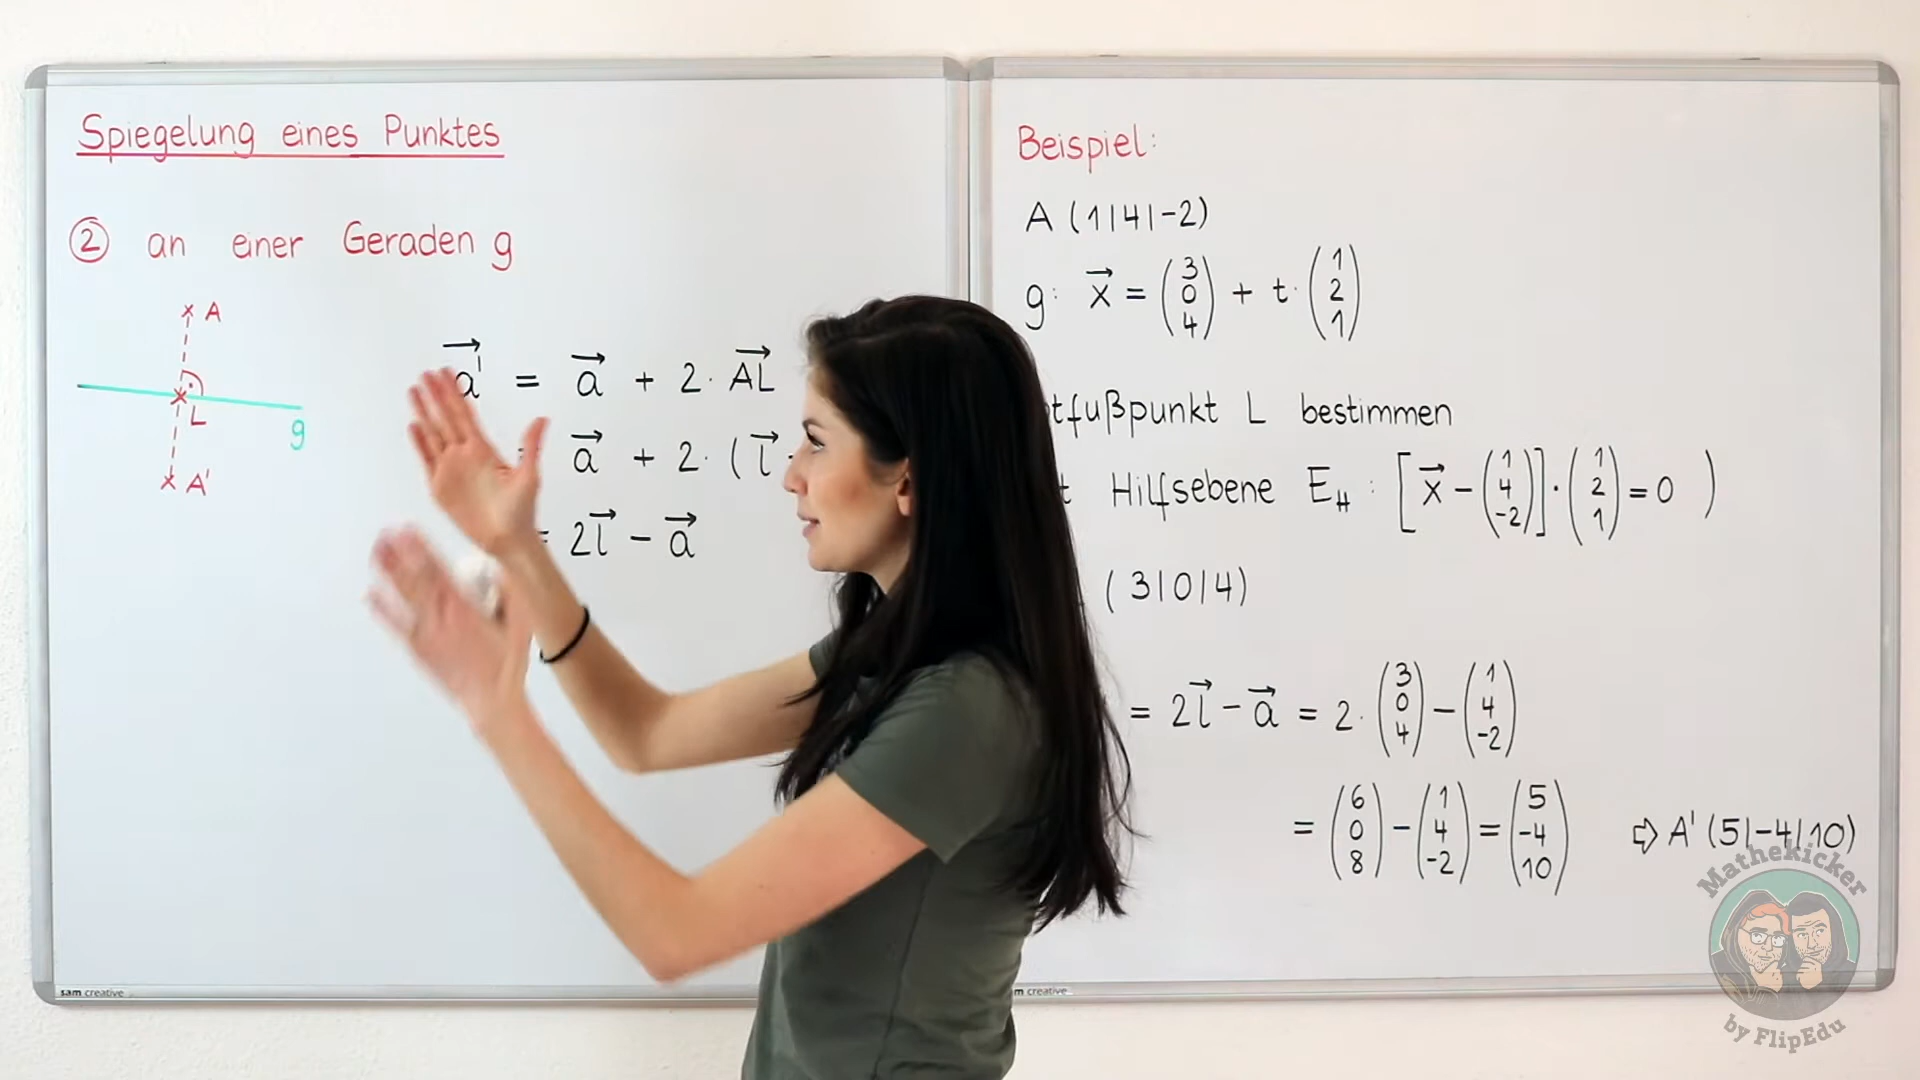 Spiegelung eines Punktes
② an einer Geraden g
A
L
g
A'
a' = a + 2 · AL
a + 2 · ( l
= 2 l - a
sam creative
Beispiel:
A ( 1 | 4 | -2 )
g: x = ( 3 0 4 ) + t · ( 1 2 1 )
tfußpunkt L bestimmen
t Hilfsebene E_H : [ x - ( 1 4 -2 ) ] · ( 1 2 1 ) = 0 )
( 3 | 0 | 4 )
= 2 l - a = 2 · ( 3 0 4 ) - ( 1 4 -2 )
= ( 6 0 8 ) - ( 1 4 -2 ) = ( 5 -4 10 ) ⇨ A' ( 5 | -4 | 10 )
m creative
Mathekicker
by FlipEdu